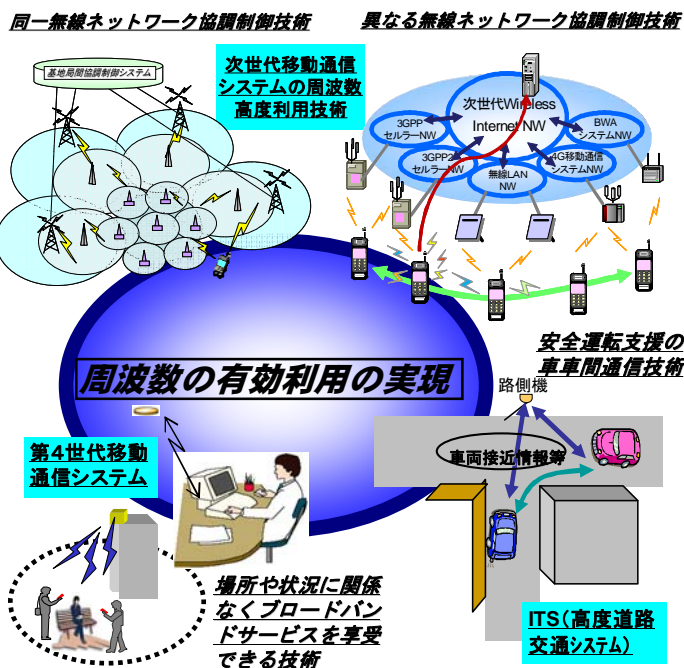 同一無線ネットワーク協調制御技術
異なる無線ネットワーク協調制御技術
基地局間協調制御システム
次世代移動通信
システムの周波数
高度利用技術
次世代Wireless
Internet NW
3GPP
セルラーNW
3GPP2
セルラーNW
無線LAN
NW
4G移動通信
システムNW
BWA
システムNW
安全運転支援の
車車間通信技術
周波数の有効利用の実現
路側機
車両接近情報等
第4世代移動
通信システム
場所や状況に関係
なくブロードバン
ドサービスを享受
できる技術
ITS(高度道路
交通システム)